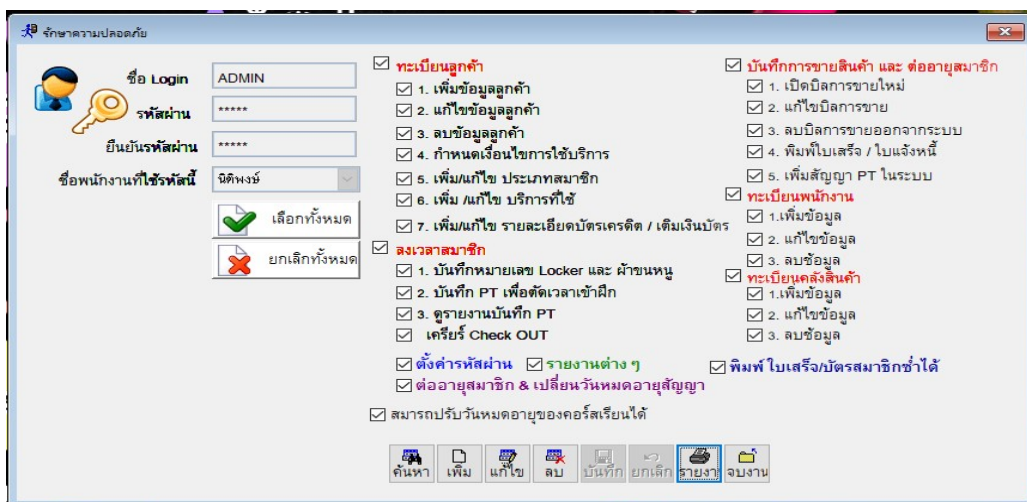 รักษาความปลอดภัย
ชื่อ Login ADMIN
รหัสผ่าน *****
ยืนยันรหัสผ่าน *****
ชื่อพนักงานที่ใช้รหัสนี้ นิติพงษ์
เลือกทั้งหมด
ยกเลิกทั้งหมด
ทะเบียนลูกค้า
1. เพิ่มข้อมูลลูกค้า
2. แก้ไขข้อมูลลูกค้า
3. ลบข้อมูลลูกค้า
4. กำหนดเงื่อนไขการใช้บริการ
5. เพิ่ม/แก้ไข ประเภทสมาชิก
6. เพิ่ม /แก้ไข บริการที่ใช้
7. เพิ่ม/แก้ไข รายละเอียดบัตรเครดิต / เติมเงินบัตร
ลงเวลาสมาชิก
1. บันทึกหมายเลข Locker และ ผ้าขนหนู
2. บันทึก PT เพื่อตัดเวลาเข้าฝึก
3. ดูรายงานบันทึก PT
เครียร์ Check OUT
บันทึกการขายสินค้า และ ต่ออายุสมาชิก
1. เปิดบิลการขายใหม่
2. แก้ไขบิลการขาย
3. ลบบิลการขายออกจากระบบ
4. พิมพ์ใบเสร็จ / ใบแจ้งหนี้
5. เพิ่มสัญญา PT ในระบบ
ทะเบียนพนักงาน
1.เพิ่มข้อมูล
2. แก้ไขข้อมูล
3. ลบข้อมูล
ทะเบียนคลังสินค้า
1.เพิ่มข้อมูล
2. แก้ไขข้อมูล
3. ลบข้อมูล
ตั้งค่ารหัสผ่าน รายงานต่าง ๆ พิมพ์ ใบเสร็จ/บัตรสมาชิกซ้ำได้
ต่ออายุสมาชิก & เปลี่ยนวันหมดอายุสัญญา
สมารถปรับวันหมดอายุของคอร์สเรียนได้
ค้นหา เพิ่ม แก้ไข ลบ บันทึก ยกเลิก รายงา จบงาน